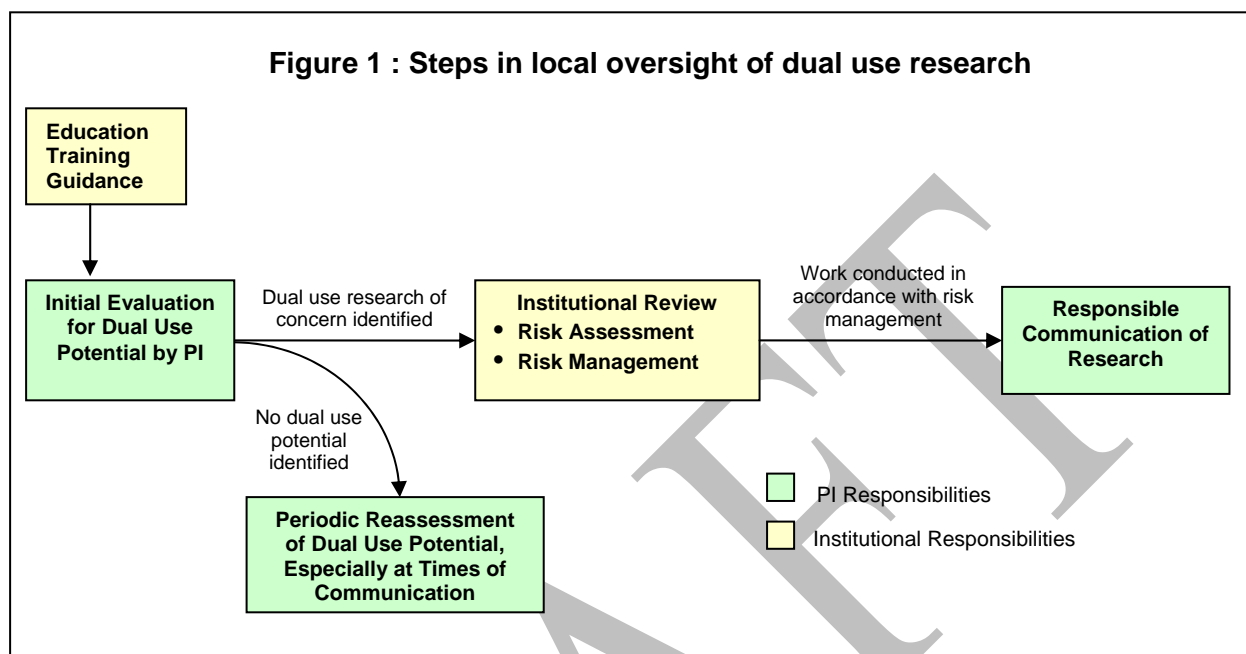 Figure 1 : Steps in local oversight of dual use research
Education
Training
Guidance
Initial Evaluation
for Dual Use
Potential by PI
Dual use research of
concern identified
Institutional Review
• Risk Assessment
• Risk Management
Work conducted in
accordance with risk
management
Responsible
Communication of
Research
No dual use
potential
identified
Periodic Reassessment
of Dual Use Potential,
Especially at Times of
Communication
PI Responsibilities
Institutional Responsibilities
AFT